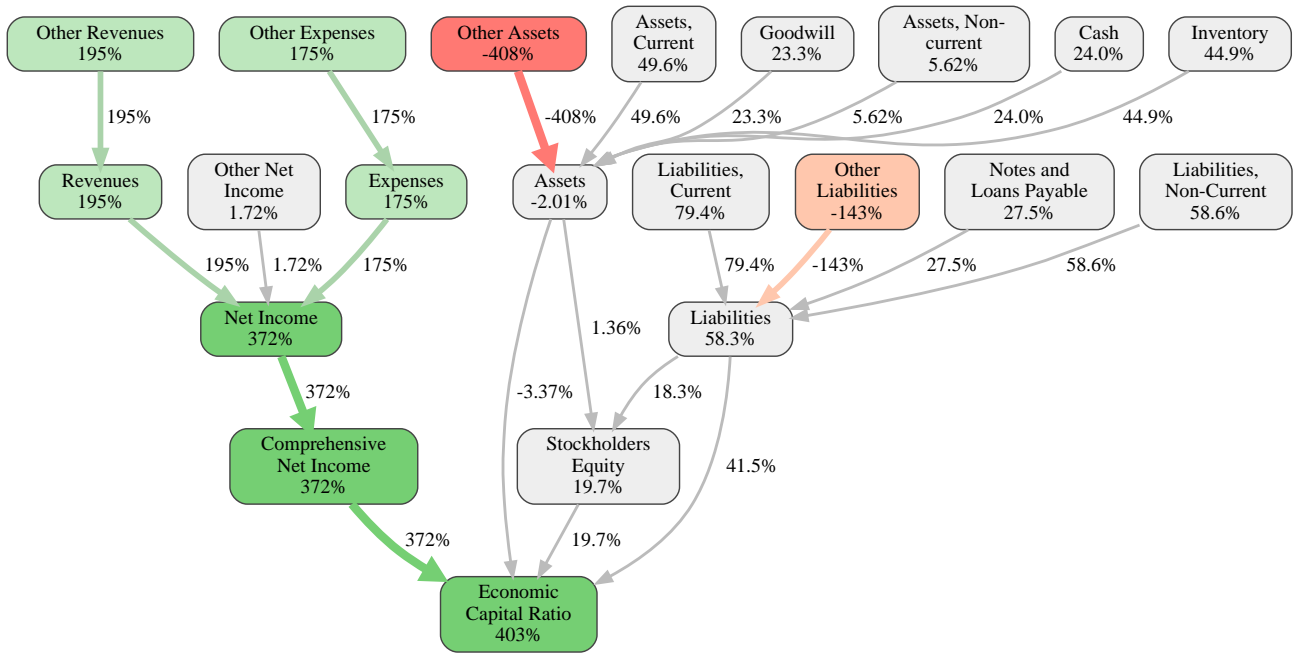 Other Revenues
195%
Other Expenses
175%
Other Assets
-408%
Assets,
Current
49.6%
Goodwill
23.3%
Assets, Non-
current
5.62%
Cash
24.0%
Inventory
44.9%
195%
175%
-408%
49.6%
23.3%
5.62%
24.0%
44.9%
Revenues
195%
Other Net
Income
1.72%
Expenses
175%
Assets
-2.01%
Liabilities,
Current
79.4%
Other
Liabilities
-143%
Notes and
Loans Payable
27.5%
Liabilities,
Non-Current
58.6%
195%
1.72%
175%
79.4%
-143%
27.5%
58.6%
Net Income
372%
1.36%
Liabilities
58.3%
372%
-3.37%
18.3%
Comprehensive
Net Income
372%
Stockholders
Equity
19.7%
41.5%
372%
19.7%
Economic
Capital Ratio
403%